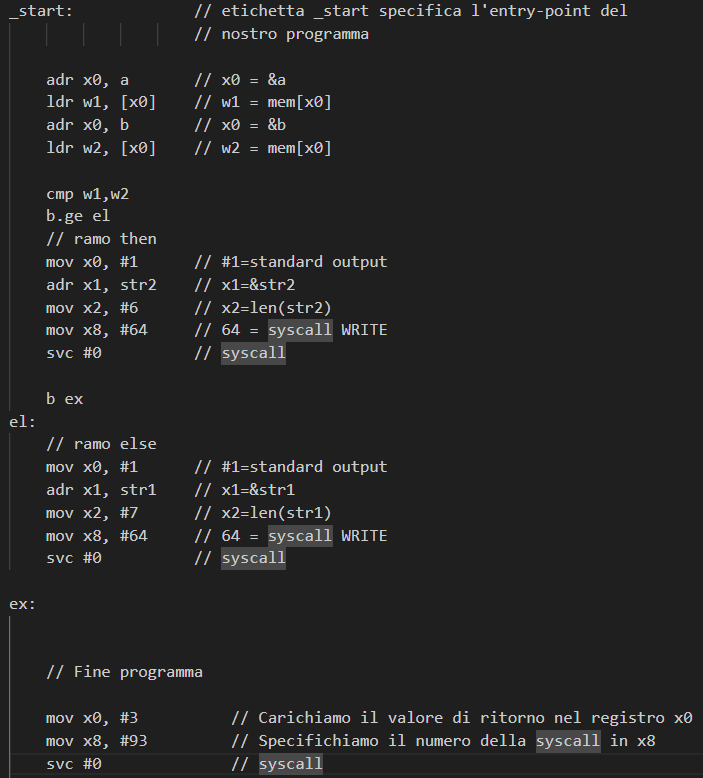 _start:             // etichetta _start specifica l'entry-point del
                    // nostro programma
    adr x0, a       // x0 = &a
    ldr w1, [x0]    // w1 = mem[x0]
    adr x0, b       // x0 = &b
    ldr w2, [x0]    // w2 = mem[x0]
    cmp w1,w2
    b.ge el
    // ramo then
    mov x0, #1      // #1=standard output
    adr x1, str2    // x1=&str2
    mov x2, #6      // x2=len(str2)
    mov x8, #64     // 64 = syscall WRITE
    svc #0          // syscall
    b ex
el:
    // ramo else
    mov x0, #1      // #1=standard output
    adr x1, str1    // x1=&str1
    mov x2, #7      // x2=len(str1)
    mov x8, #64     // 64 = syscall WRITE
    svc #0          // syscall
ex:
    // Fine programma
    mov x0, #3          // Carichiamo il valore di ritorno nel registro x0
    mov x8, #93         // Specifichiamo il numero della syscall in x8
    svc #0              // syscall